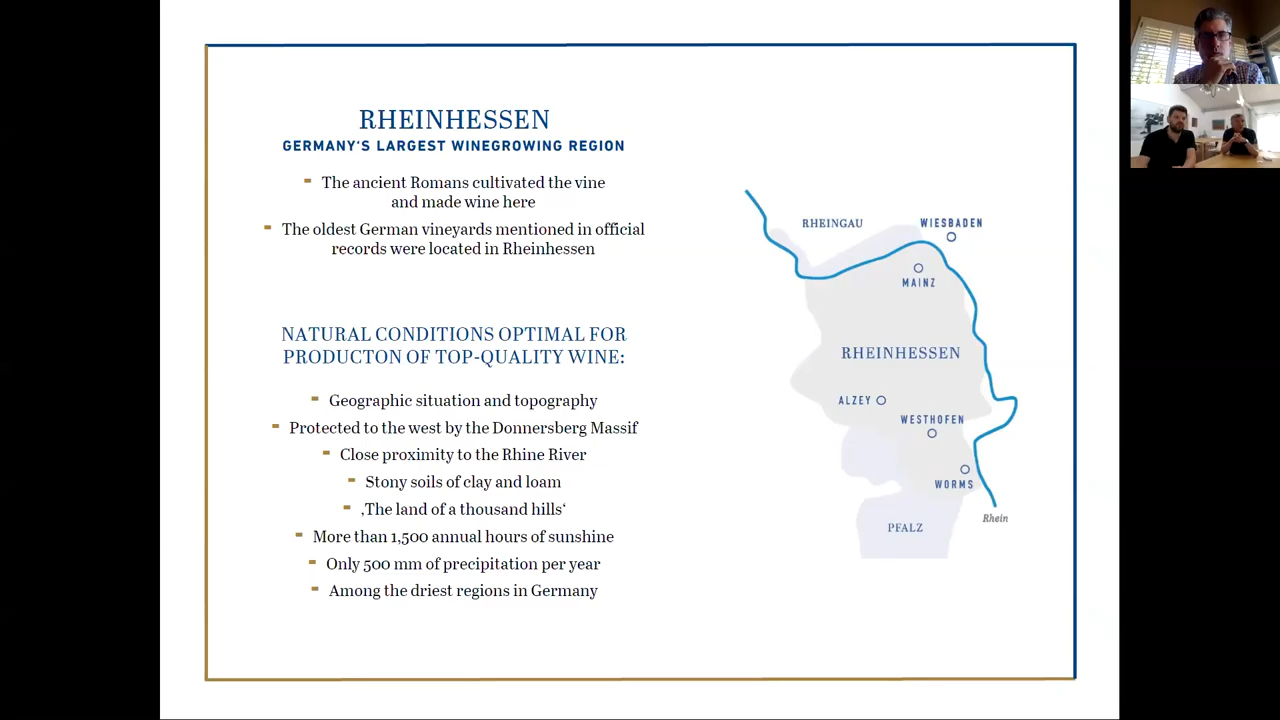 RHEINHESSEN
GERMANY‘S LARGEST WINEGROWING REGION
The ancient Romans cultivated the vine
and made wine here
The oldest German vineyards mentioned in official
records were located in Rheinhessen
NATURAL CONDITIONS OPTIMAL FOR
PRODUCTON OF TOP-QUALITY WINE:
Geographic situation and topography
Protected to the west by the Donnersberg Massif
Close proximity to the Rhine River
Stony soils of clay and loam
‚The land of a thousand hills‘
More than 1,500 annual hours of sunshine
Only 500 mm of precipitation per year
Among the driest regions in Germany
RHEINGAU
WIESBADEN
MAINZ
RHEINHESSEN
ALZEY
WESTHOFEN
WORMS
Rhein
PFALZ